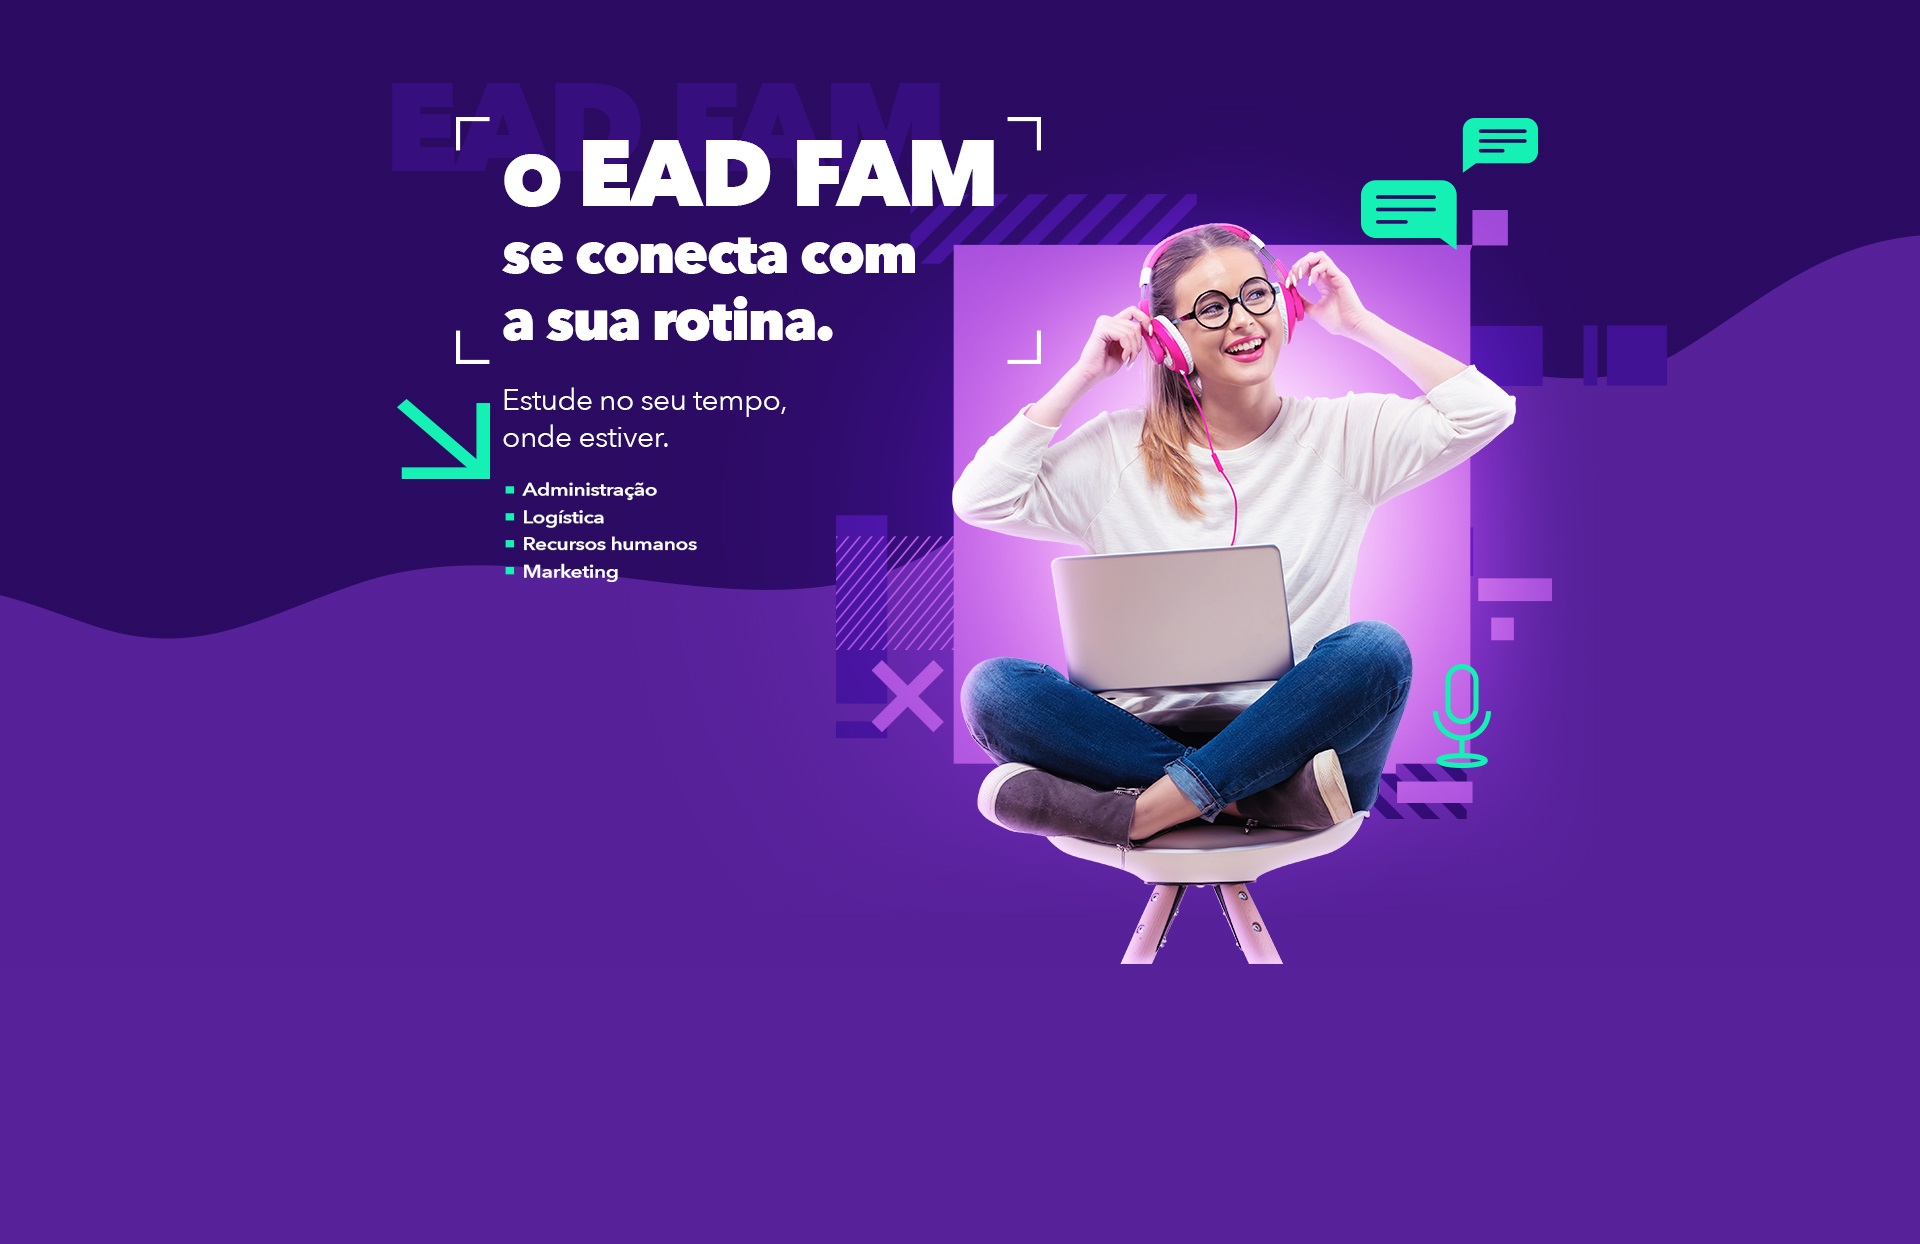 EAD FAM
o EAD FAM
se conecta com
a sua rotina.
Estude no seu tempo,
onde estiver.
Administração
Logística
Recursos humanos
Marketing